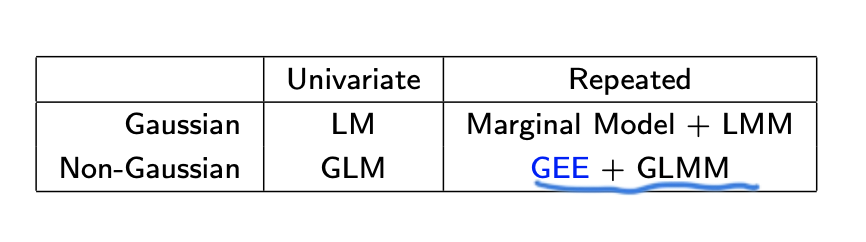 Univariate Repeated
Gaussian LM Marginal Model + LMM
Non-Gaussian GLM GEE + GLMM